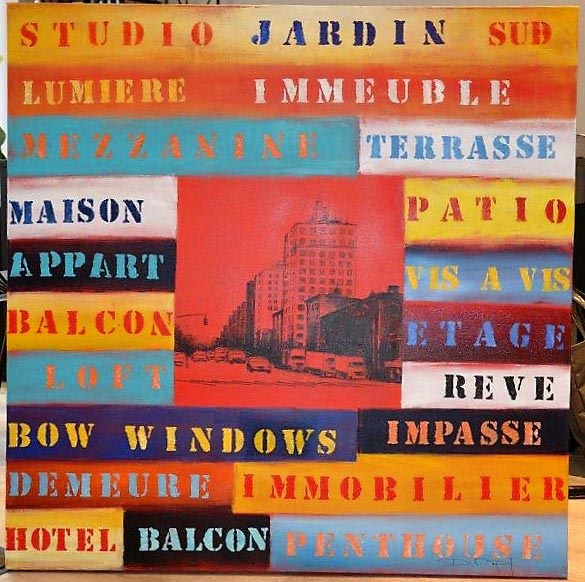 STUDIO JARDIN SUD
LUMIERE IMMEUBLE
MEZZANINE TERRASSE
MAISON PATIO
APPART VIS A VIS
BALCON ETAGE
LOFT REVE
BOW WINDOWS IMPASSE
DEMEURE IMMOBILIER
HOTEL BALCON PENTHOUSE